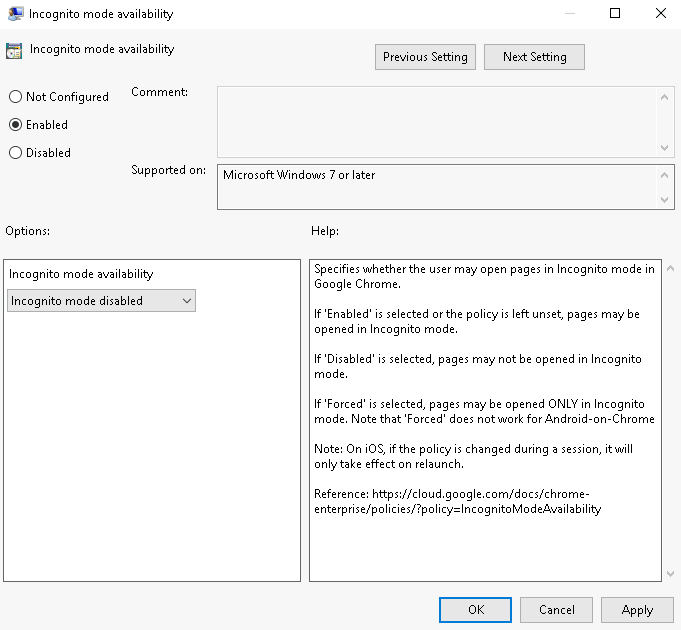 Incognito mode availability
Incognito mode availability
Previous Setting
Next Setting
Not Configured
Enabled
Disabled
Comment:
Supported on:
Microsoft Windows 7 or later
Options:
Help:
Incognito mode availability
Incognito mode disabled
Specifies whether the user may open pages in Incognito mode in
Google Chrome.
If 'Enabled' is selected or the policy is left unset, pages may be
opened in Incognito mode.
If 'Disabled' is selected, pages may not be opened in Incognito
mode.
If 'Forced' is selected, pages may be opened ONLY in Incognito
mode. Note that 'Forced' does not work for Android-on-Chrome
Note: On iOS, if the policy is changed during a session, it will
only take effect on relaunch.
Reference: https://cloud.google.com/docs/chrome-
enterprise/policies/?policy=IncognitoModeAvailability
OK
Cancel
Apply